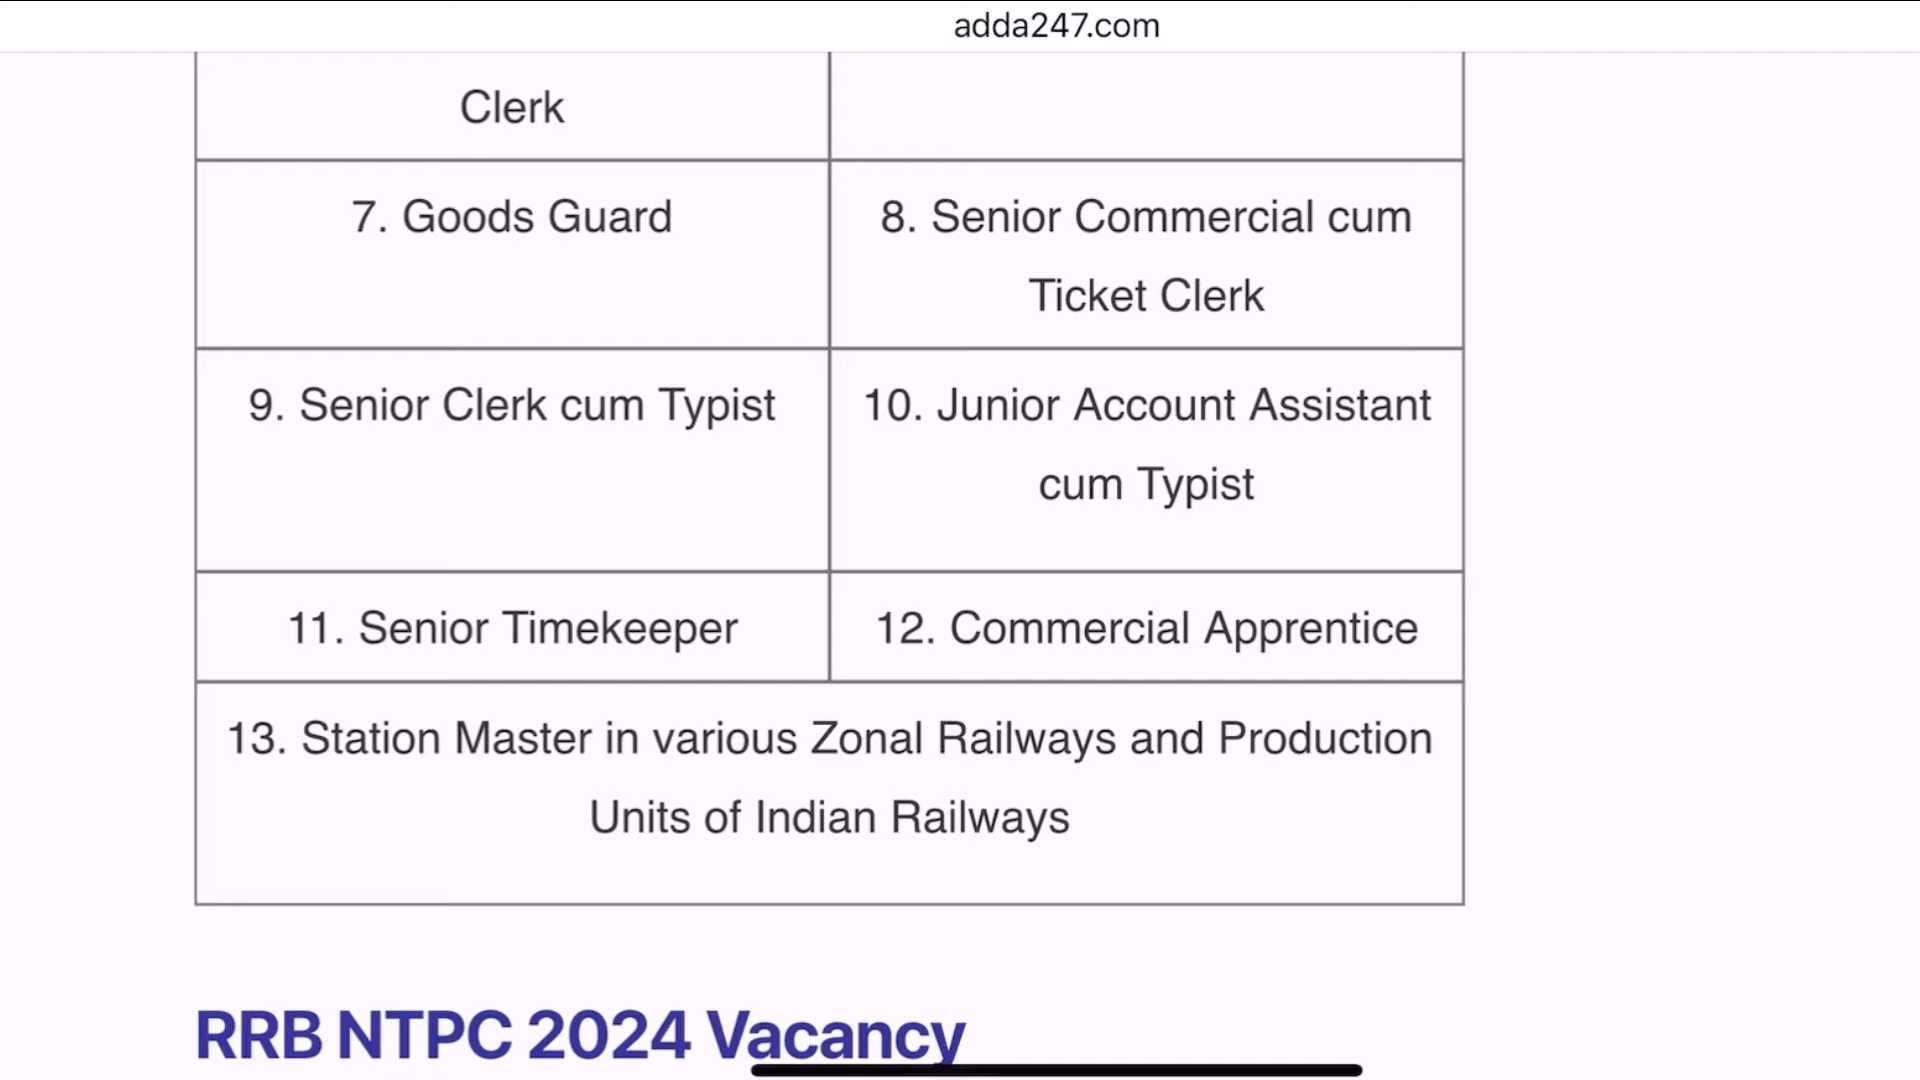 adda247.com
Clerk
7. Goods Guard
8. Senior Commercial cum
Ticket Clerk
9. Senior Clerk cum Typist
10. Junior Account Assistant
cum Typist
11. Senior Timekeeper
12. Commercial Apprentice
13. Station Master in various Zonal Railways and Production
Units of Indian Railways
RRB NTPC 2024 Vacancy